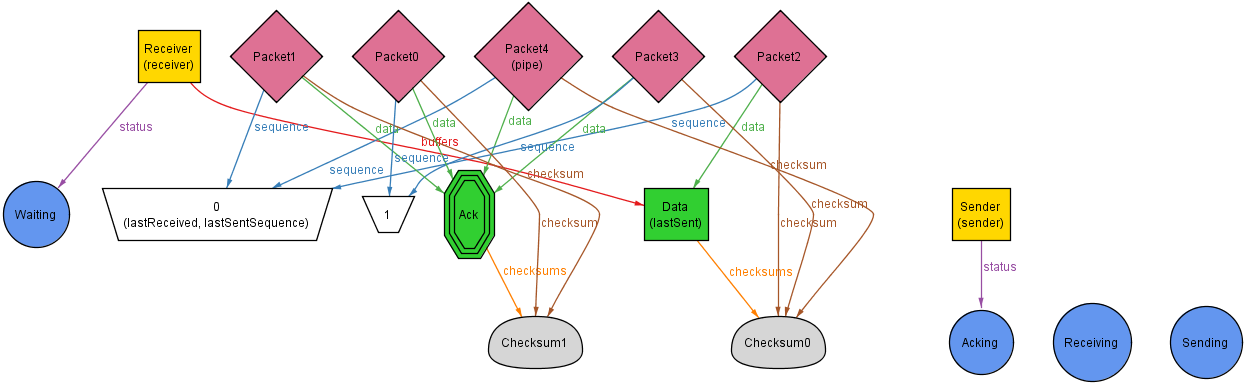 Receiver
(receiver)
Packet1
Packet0
Packet4
(pipe)
Packet3
Packet2
status
sequence
data
data
data
data
data
buffers
sequence
sequence
sequence
sequence
checksum
checksum
Waiting
0
(lastReceived, lastSentSequence)
1
Ack
Data
(lastSent)
Sender
(sender)
checksum
checksum
checksum
checksums
checksums
status
Checksum1
Checksum0
Acking
Receiving
Sending